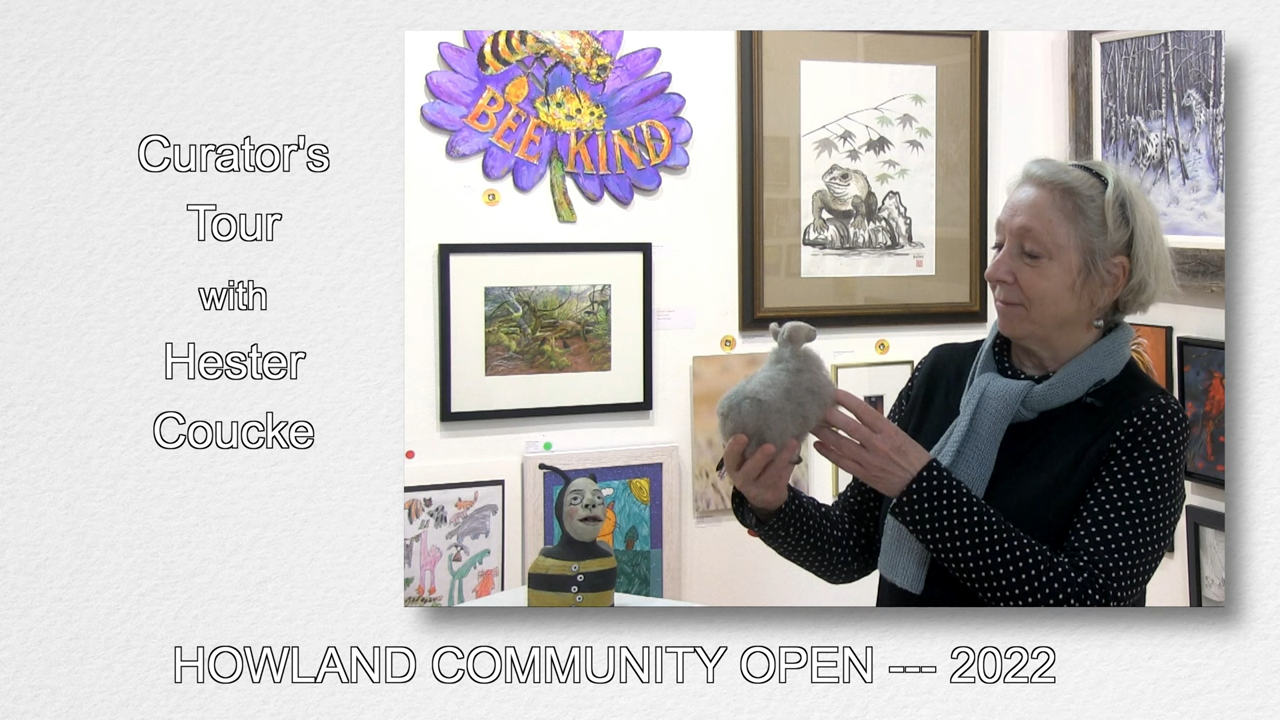 Curator's
Tour
with
Hester
Coucke
BEE KIND
HOWLAND COMMUNITY OPEN --- 2022